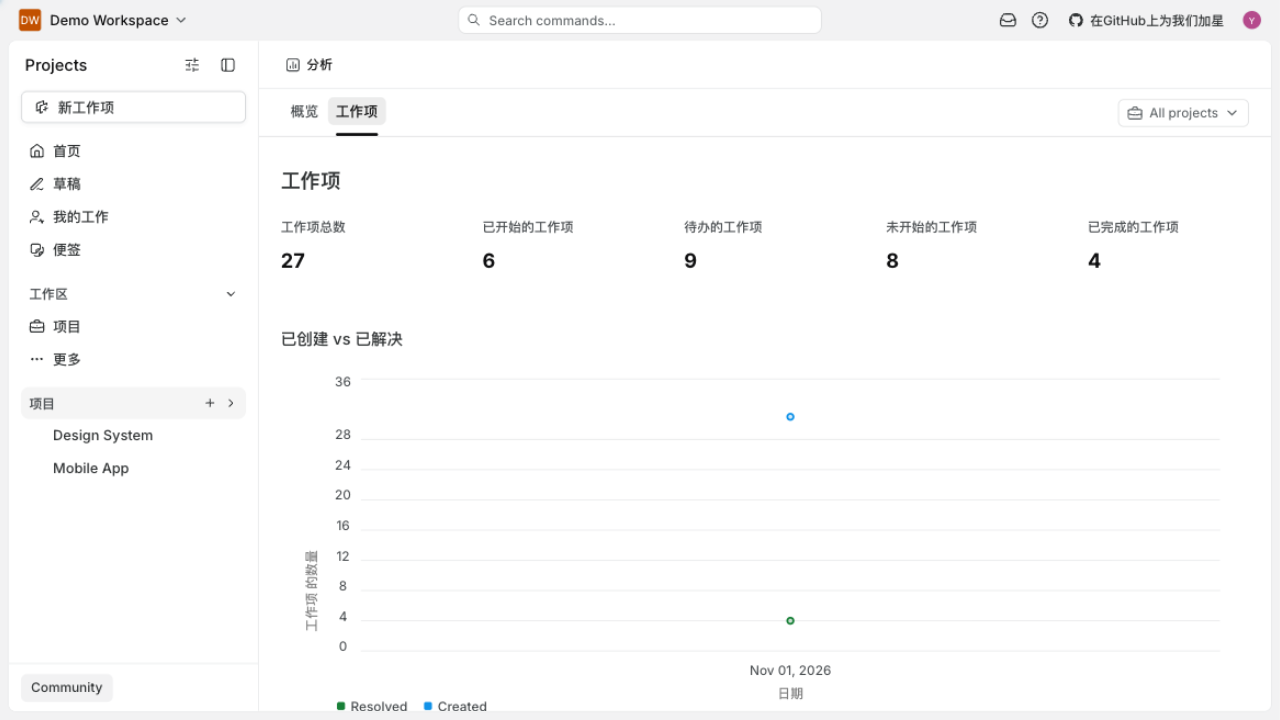 DW Demo Workspace
Search commands...
在GitHub上为我们加星
Y
Projects
新工作项
首页
草稿
我的工作
便签
工作区
项目
更多
项目
Design System
Mobile App
Community
分析
概览 工作项
All projects
工作项
工作项总数 已开始的工作项 待办的工作项 未开始的工作项 已完成的工作项
27 6 9 8 4
已创建 vs 已解决
36
28
24
20
16
12
8
4
0
工作项 的数量
Nov 01, 2026
日期
Resolved Created